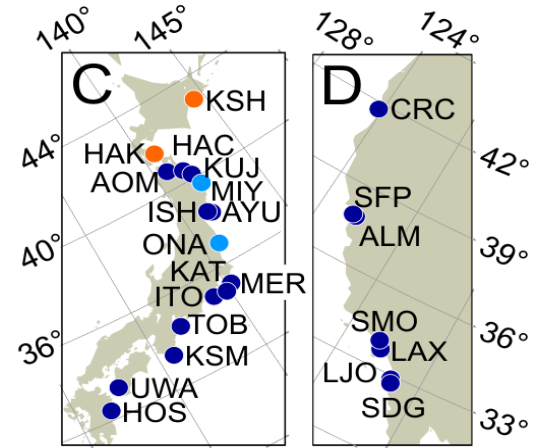 140°
145°
128°
124°
C
D
KSH
CRC
44°
HAK
HAC
KUJ
AOM
MIY
42°
ISH
AYU
SFP
ALM
40°
ONA
39°
KAT
MER
ITO
TOB
SMO
36°
LAX
36°
KSM
LJO
UWA
SDG
HOS
33°